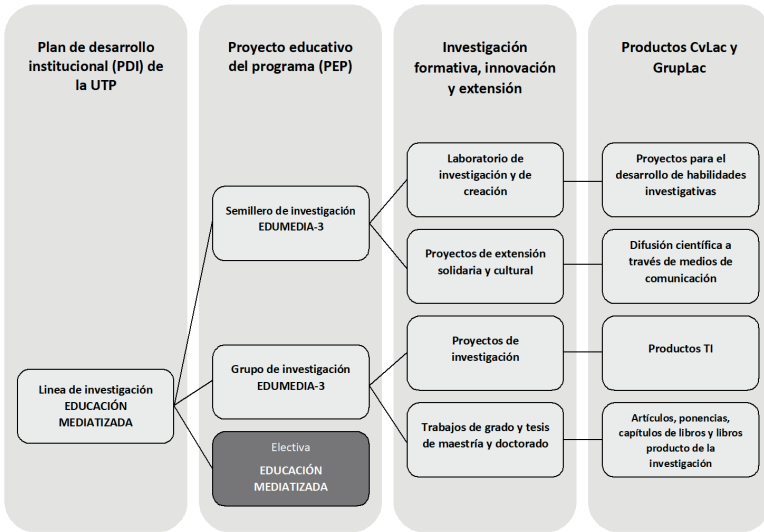 Plan de desarrollo
institucional (PDI) de
la UTP
Proyecto educativo
del programa (PEP)
Investigación
formativa, innovación
y extensión
Productos CvLac y
GrupLac
Linea de investigación
EDUCACIÓN
MEDIATIZADA
Semillero de investigación
EDUMEDIA-3
Grupo de investigación
EDUMEDIA-3
Electiva
EDUCACIÓN
MEDIATIZADA
Laboratorio de
investigación y de
creación
Proyectos de extensión
solidaria y cultural
Proyectos de
investigación
Trabajos de grado y tesis
de maestría y doctorado
Proyectos para el
desarrollo de habilidades
investigativas
Difusión científica a
través de medios de
comunicación
Productos TI
Artículos, ponencias,
capítulos de libros y libros
producto de la
investigación